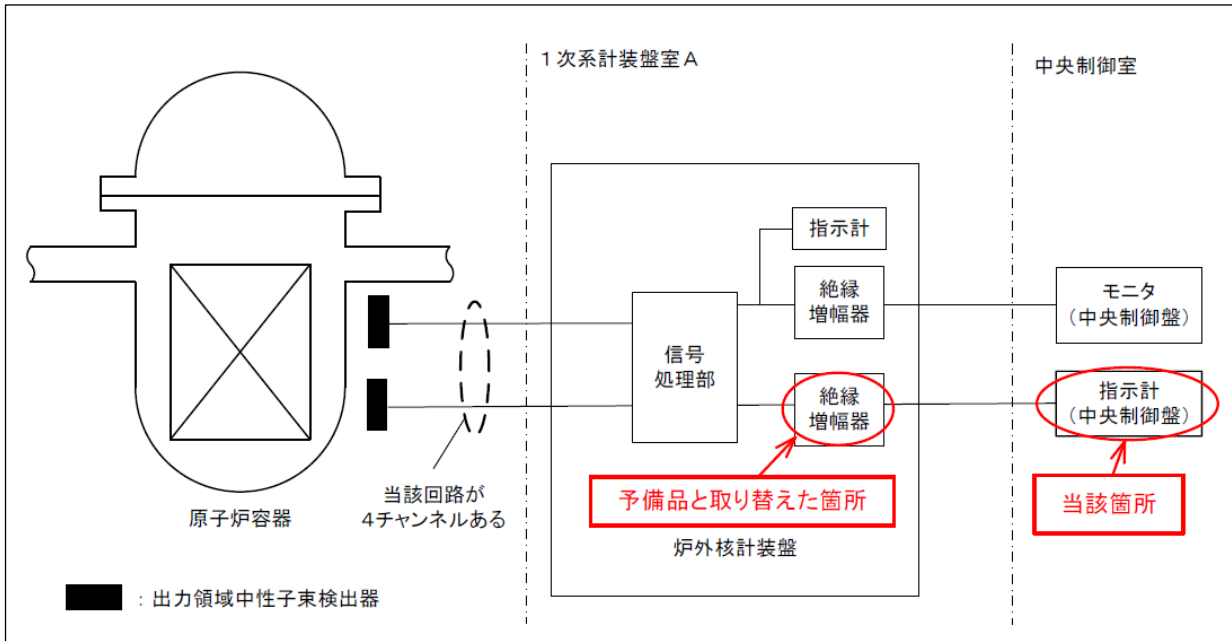 1次系計装盤室A
中央制御室
指示計
絶縁
増幅器
モニタ
(中央制御盤)
信号
処理部
絶縁
増幅器
指示計
(中央制御盤)
当該回路が
4チャンネルある
予備品と取り替えた箇所
当該箇所
原子炉容器
炉外核計装盤
:出力領域中性子束検出器